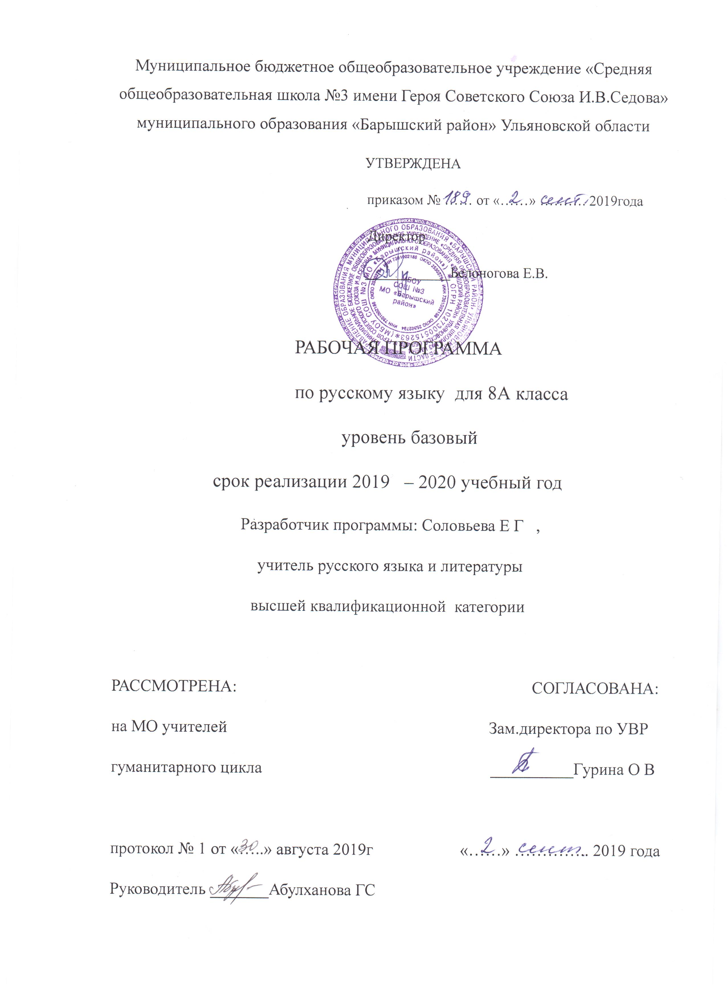 Муниципальное бюджетное общеобразовательное учреждение «Средняя
общеобразовательная школа №3 имени Героя Советского Союза И.В.Седова»
муниципального образования «Барышский район» Ульяновской области
УТВЕРЖДЕНА
приказом № 189 от «2» сент. 2019года
Директор
Белоногова Е.В.
МБОУ
СОШ №3
МО «Барышский
район»
РАБОЧАЯ ПРОГРАММА
по русскому языку для 8А класса
уровень базовый
срок реализации 2019 – 2020 учебный год
Разработчик программы: Соловьева Е Г ,
учитель русского языка и литературы
высшей квалификационной категории
РАССМОТРЕНА:
СОГЛАСОВАНА:
на МО учителей
Зам.директора по УВР
гуманитарного цикла
Гурина О В
протокол № 1 от «30» августа 2019г
«2» сент. 2019 года
Руководитель Абулханова ГС